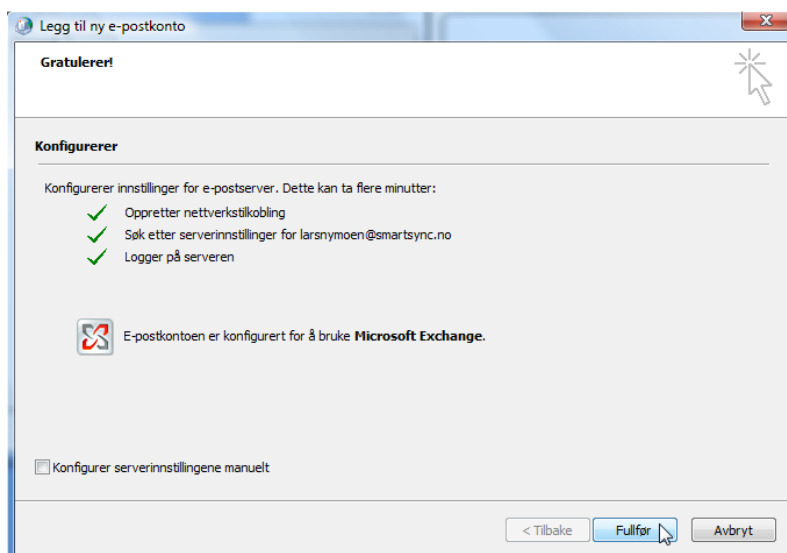 Legg til ny e-postkonto
Gratulerer!
Konfigurerer
Konfigurerer innstillinger for e-postserver. Dette kan ta flere minutter:
Oppretter nettverkstilkobling
Søk etter serverinnstillinger for larsnymoen@smartsync.no
Logger på serveren
E-postkontoen er konfigurert for å bruke Microsoft Exchange.
Konfigurer serverinnstillingene manuelt
< Tilbake Fullfør Avbryt